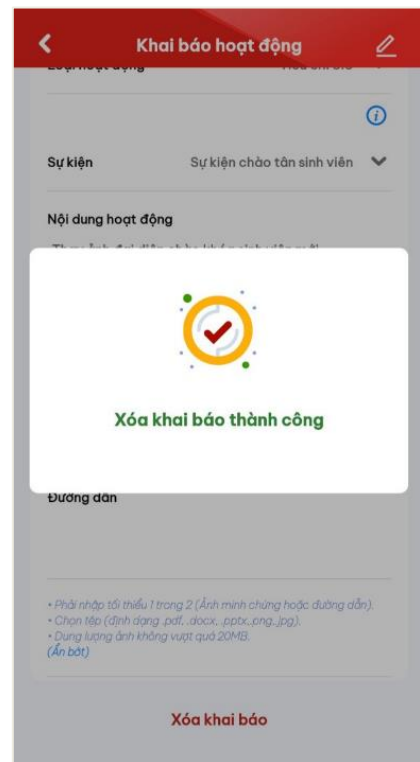 Khai báo hoạt động
Loại hoạt động
Sự kiện Sự kiện chào tân sinh viên
Nội dung hoạt động
Xóa khai báo thành công
Đường dẫn
• Phải nhập tối thiểu 1 trong 2 (Ảnh minh chứng hoặc đường dẫn).
• Chọn tệp (định dạng .pdf, .docx, .pptx,.png,.jpg).
• Dung lượng ảnh không vượt quá 20MB.
(Ẩn bớt)
Xóa khai báo